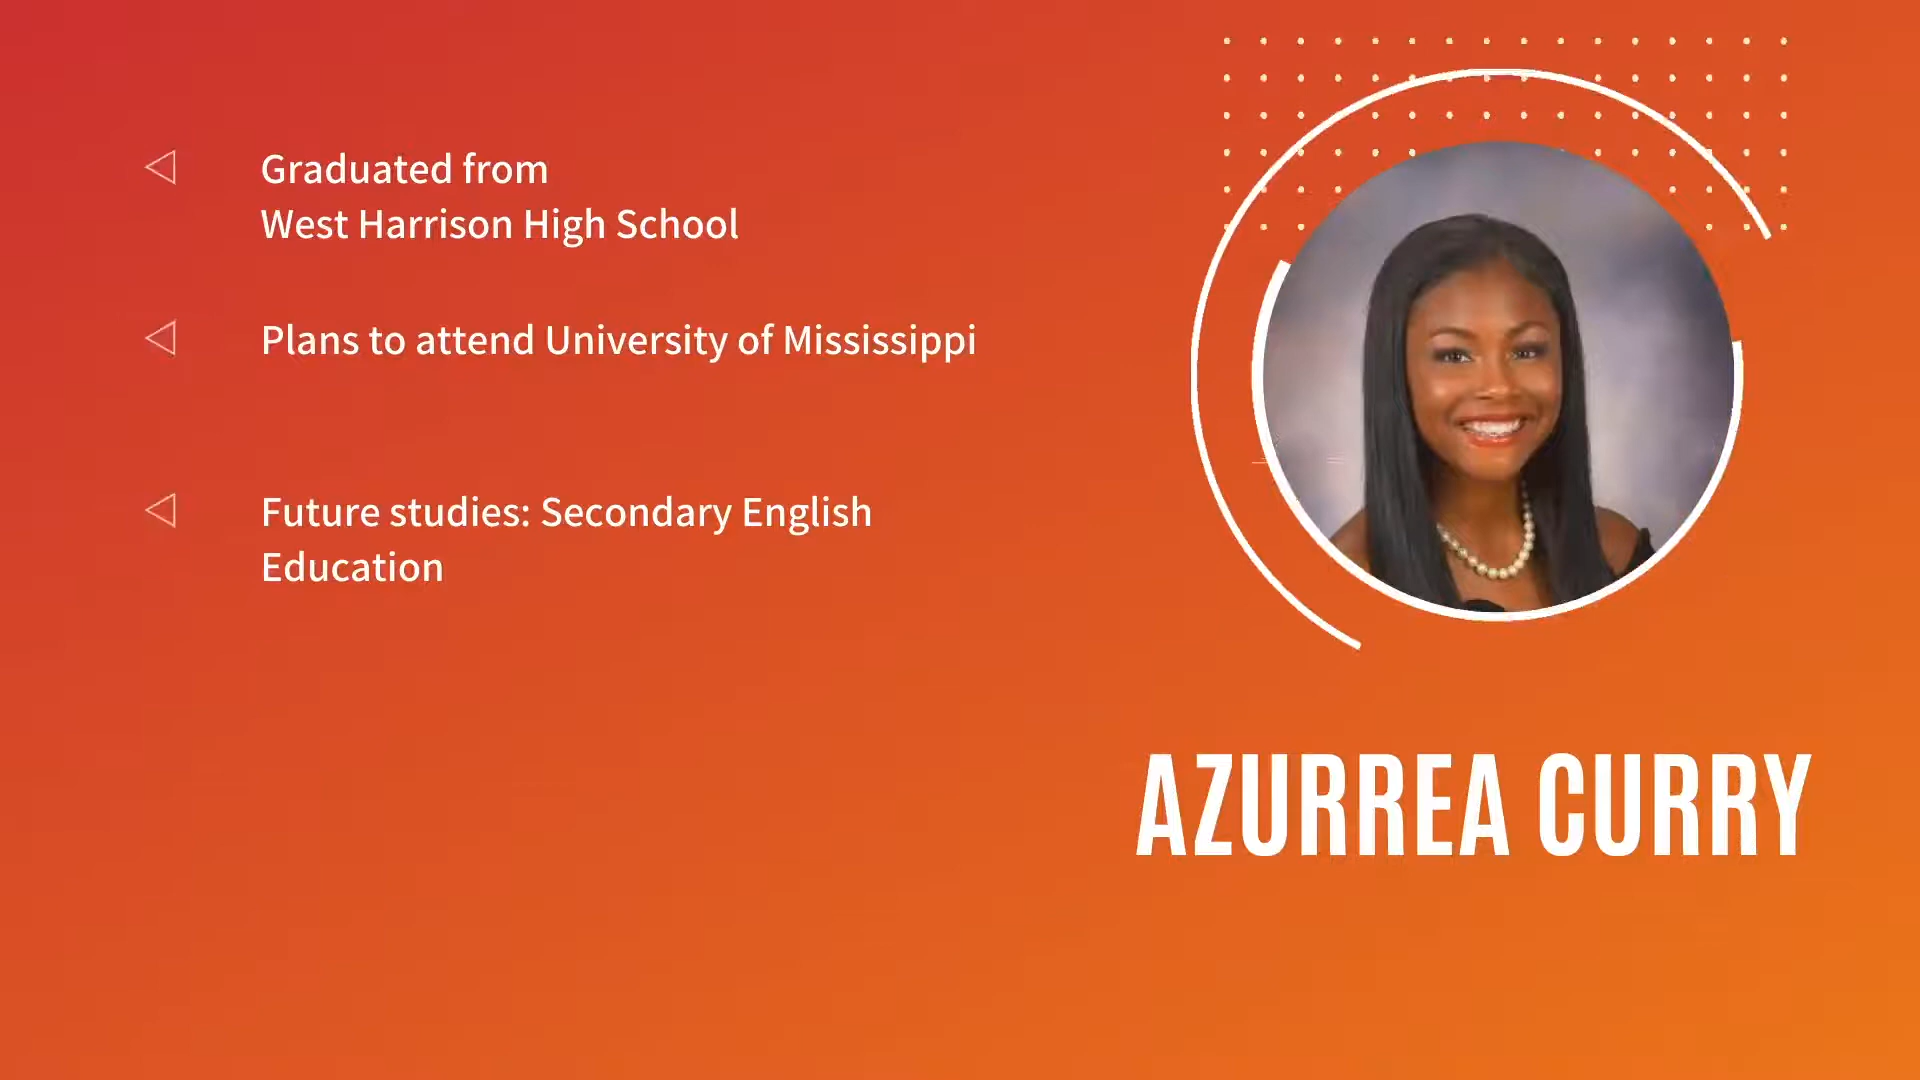 Graduated from
West Harrison High School
Plans to attend University of Mississippi
Future studies: Secondary English
Education
AZURREA CURRY